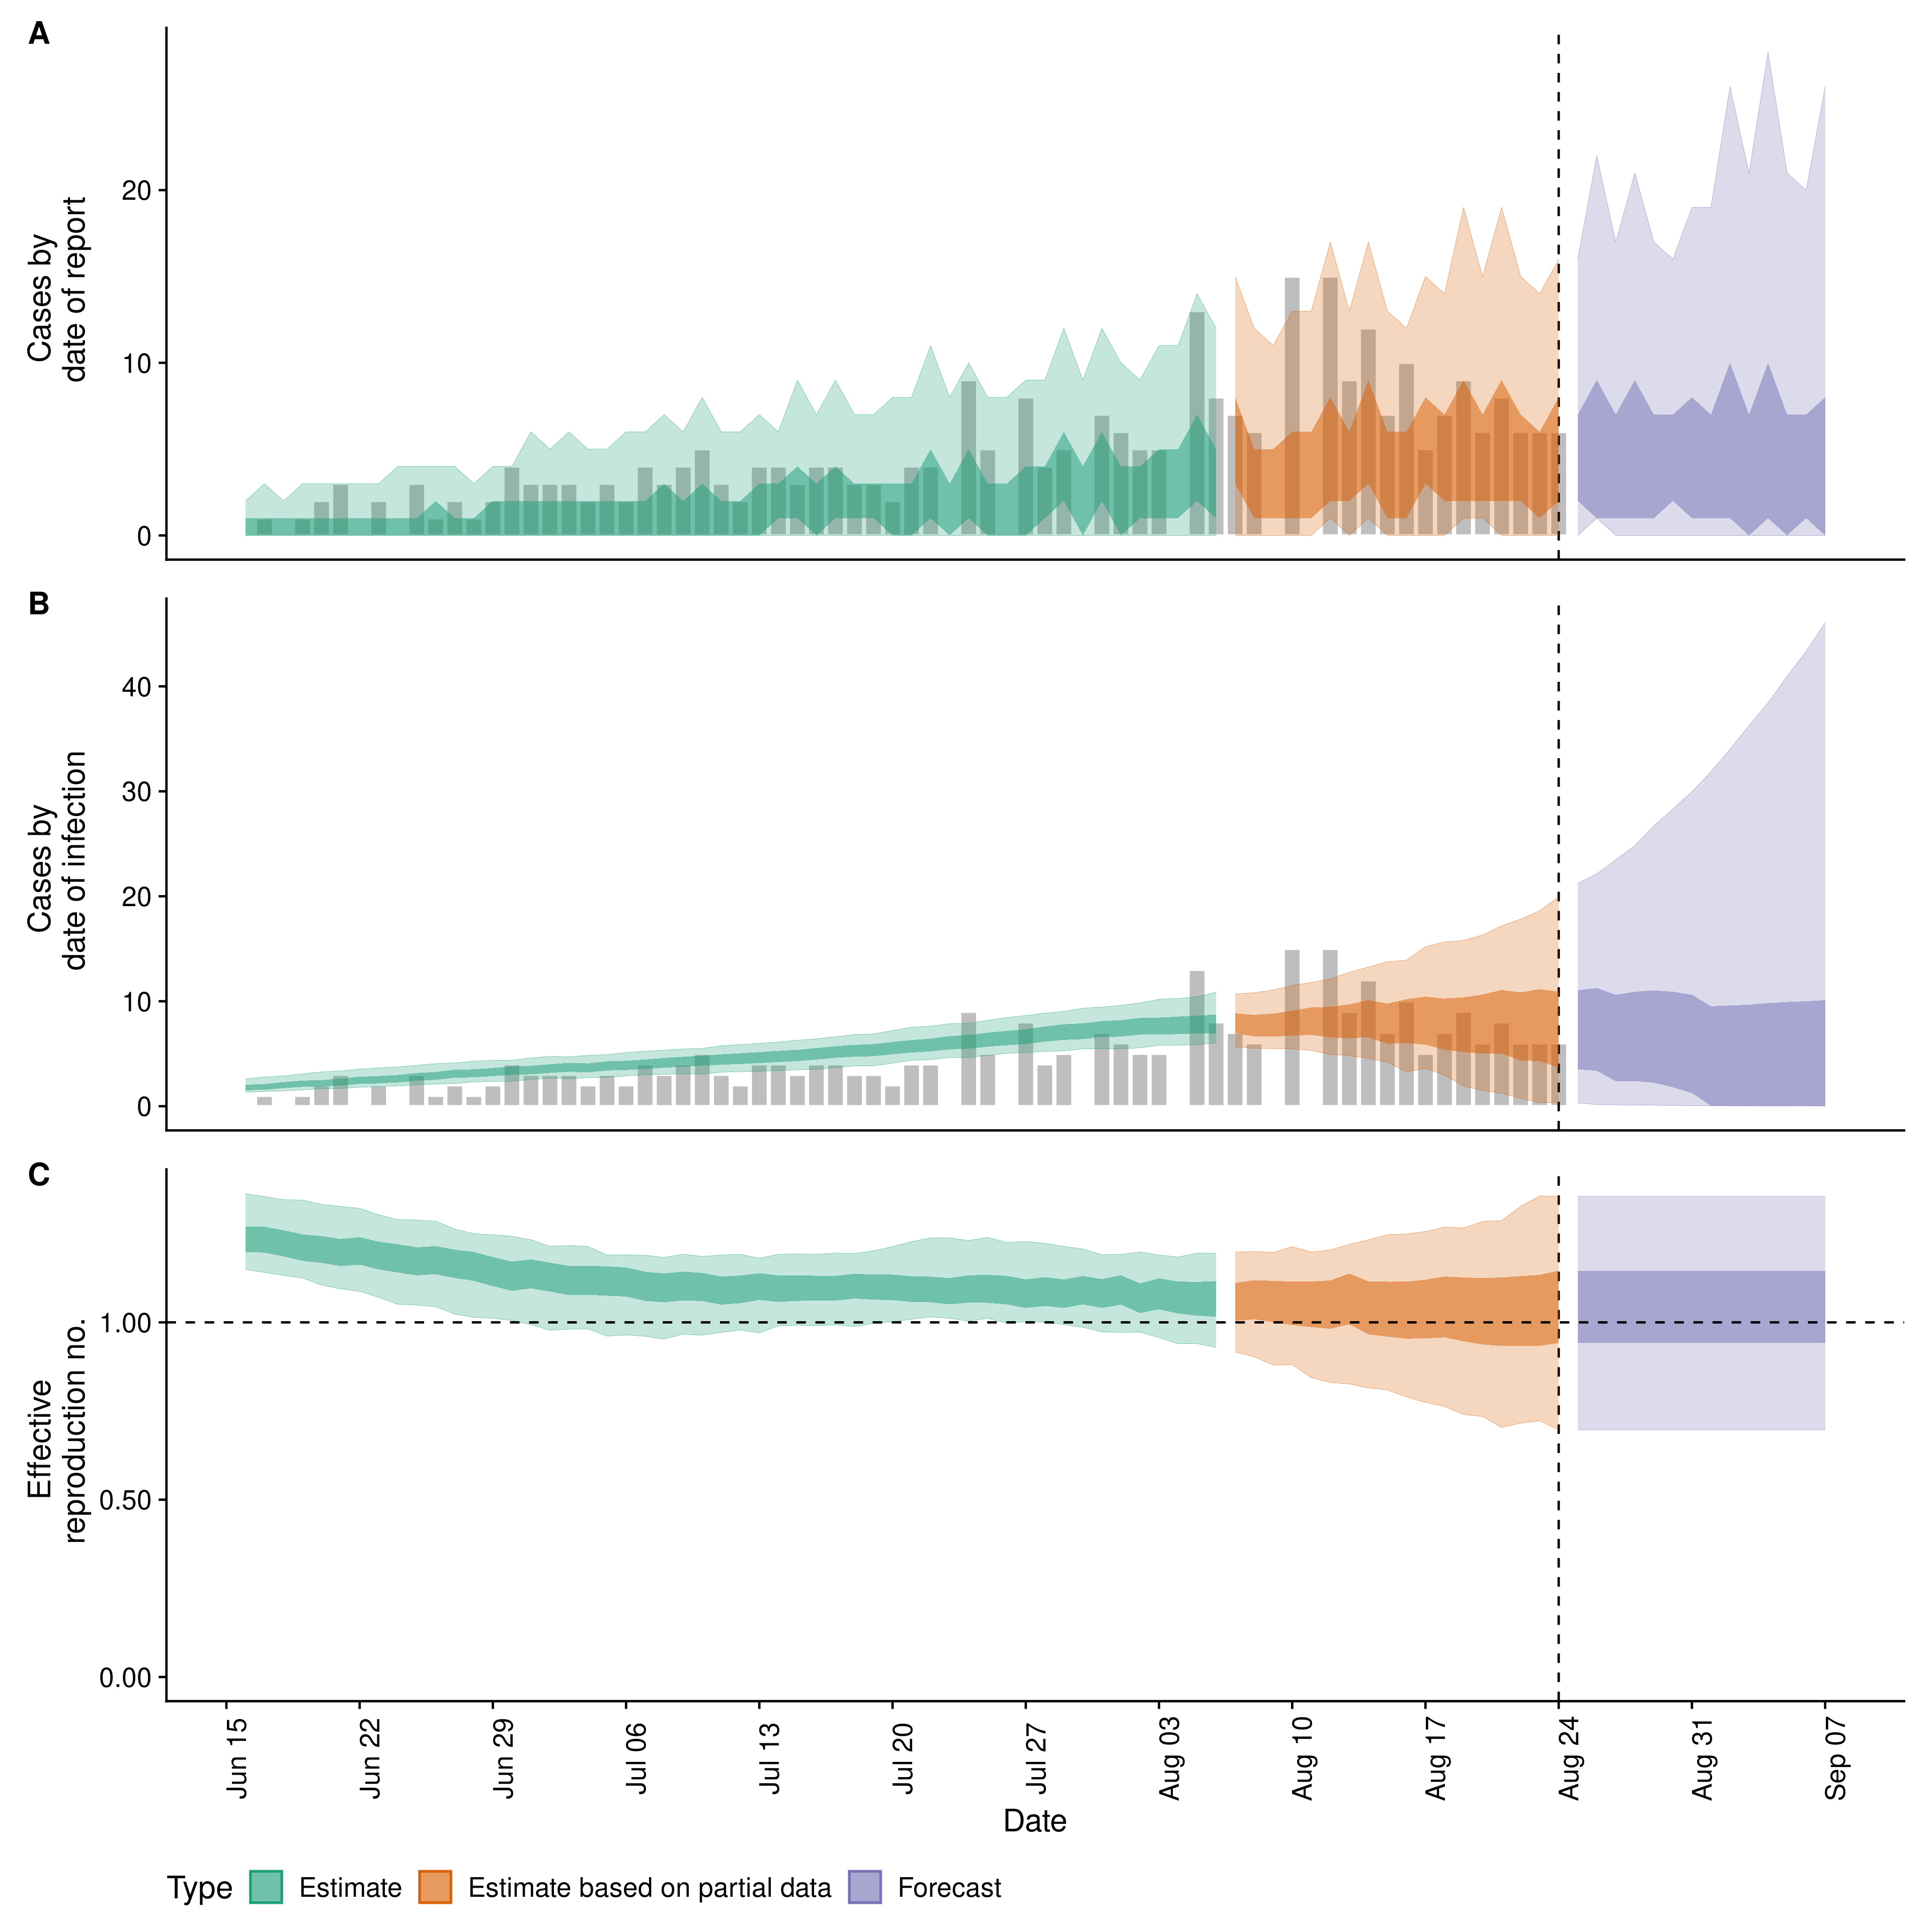 A
Cases by
date of report
20
10
0
B
Cases by
date of infection
40
30
20
10
0
C
Effective
reproduction no.
1.00
0.50
0.00
Jun 15
Jun 22
Jun 29
Jul 06
Jul 13
Jul 20
Jul 27
Aug 03
Aug 10
Aug 17
Aug 24
Aug 31
Sep 07
Date
Type Estimate Estimate based on partial data Forecast